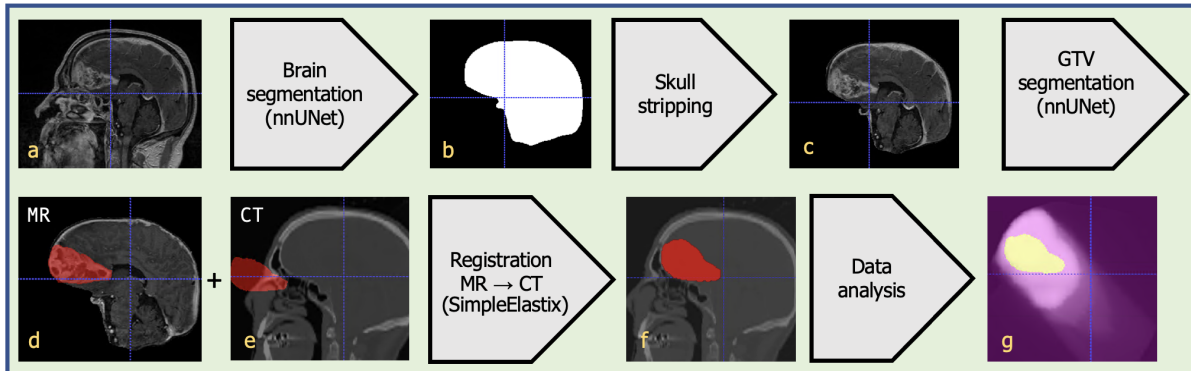 a
Brain
segmentation
(nnUNet)
b
Skull
stripping
c
GTV
segmentation
(nnUNet)
MR
d
+
CT
e
Registration
MR → CT
(SimpleElastix)
f
Data
analysis
g